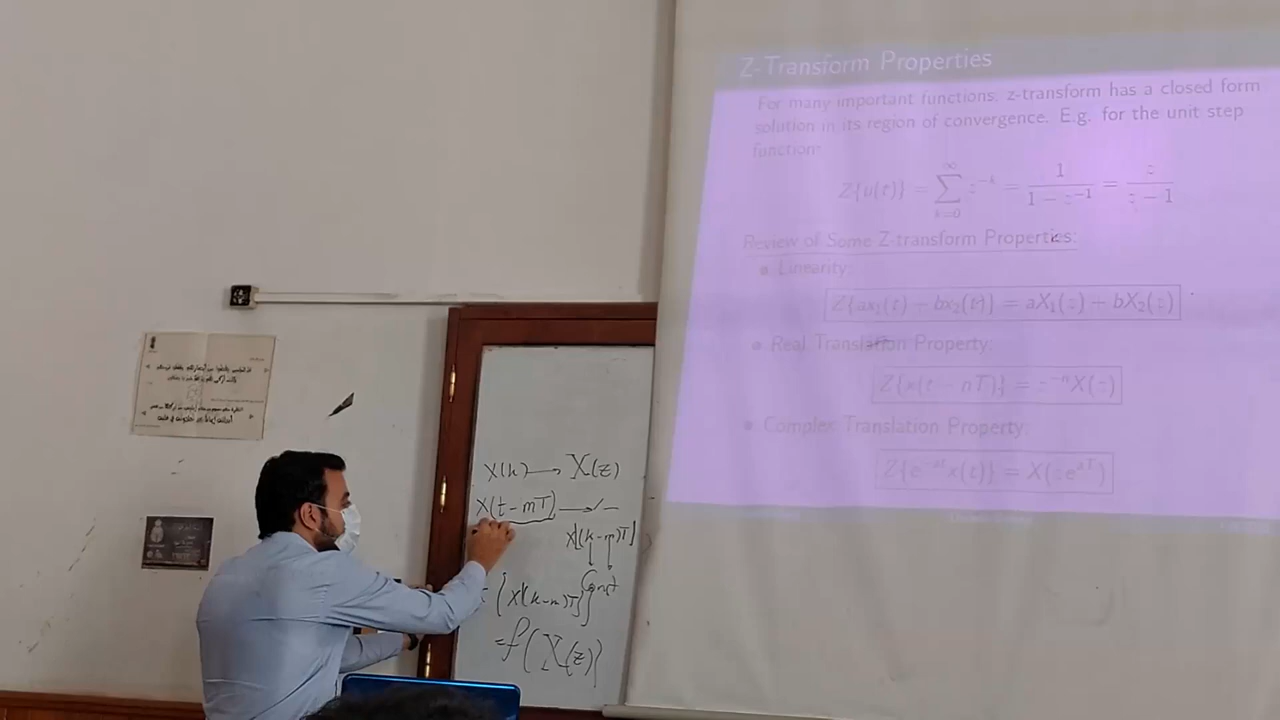 Z-Transform Properties
For many important functions, z-transform has a closed form
solution in its region of convergence. E.g. for the unit step
function:
Z{u(t)} = ∑_{k=0}^{∞} z^{-k} = 1/(1 − z^{-1}) = z/(z − 1)
Review of Some Z-transform Properties:
• Linearity:
Z{ax₁(t) + bx₂(t)} = aX₁(z) + bX₂(z)
• Real Translation Property:
Z{x(t − nT)} = z^{-n}X(z)
• Complex Translation Property:
Z{e^{-at}x(t)} = X(ze^{aT})
X(k) → X(z)
X(t-mT) →
X[(k-m)T]
Const
{X(k-m)T}
=f(X(z))